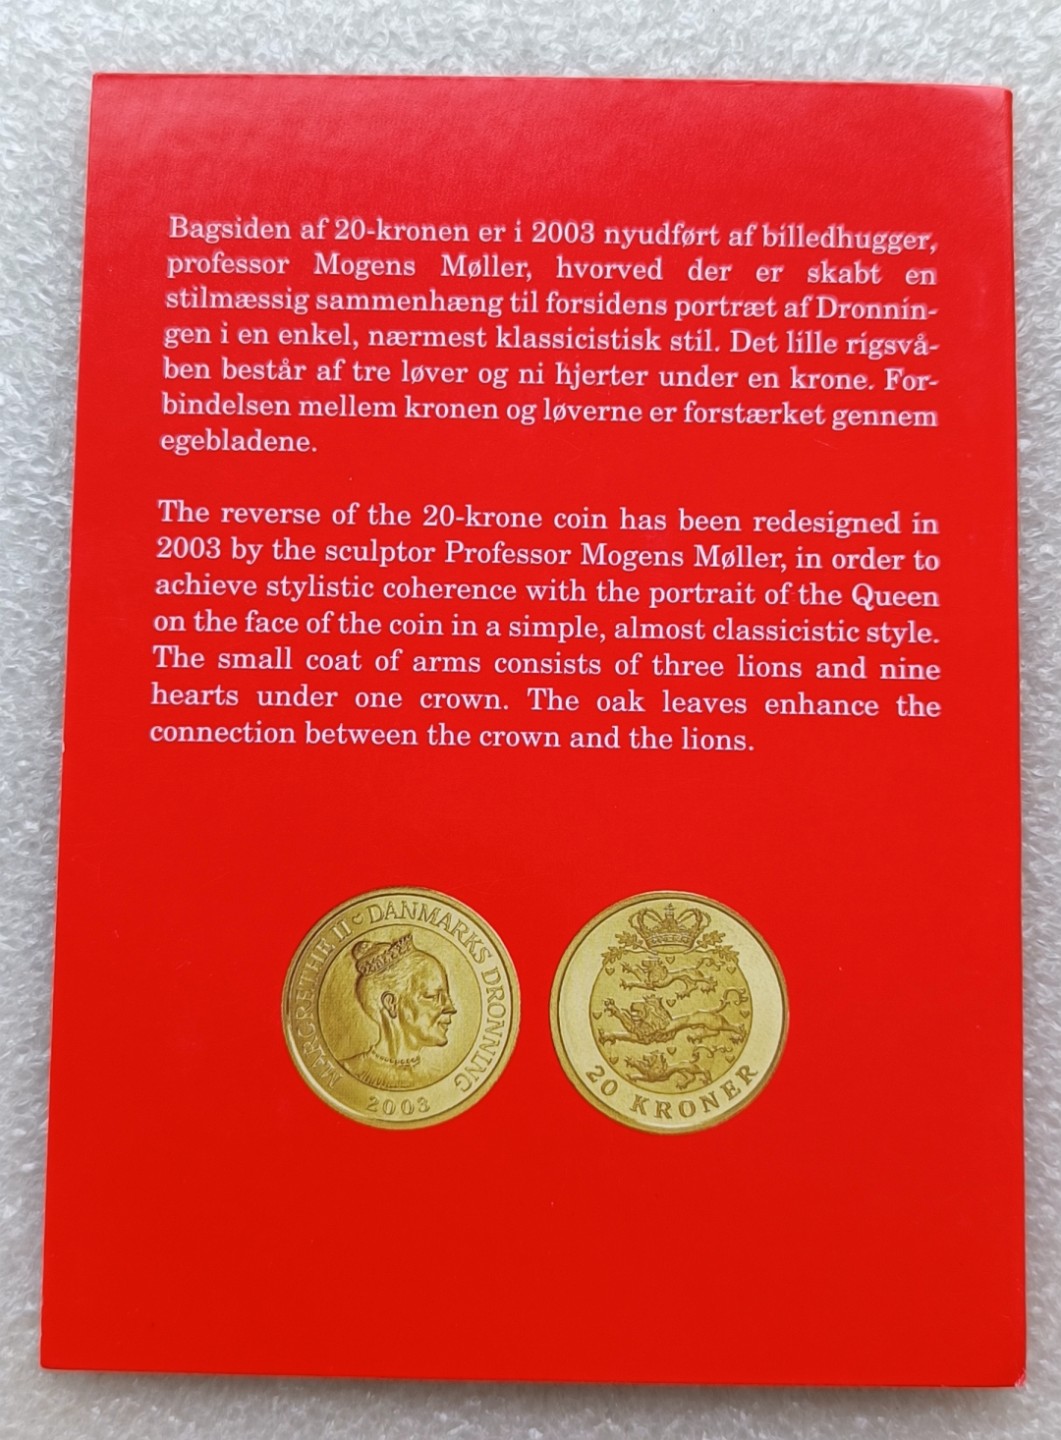 Bagsiden af 20-kronen er i 2003 nyudført af billedhugger,
professor Mogens Møller, hvorved der er skabt en
stilmæssig sammenhæng til forsidens portræt af Dronnin-
gen i en enkel, nærmest klassicistisk stil. Det lille rigsvå-
ben består af tre løver og ni hjerter under en krone. For-
bindelsen mellem kronen og løverne er forstærket gennem
egebladene.
The reverse of the 20-krone coin has been redesigned in
2003 by the sculptor Professor Mogens Møller, in order to
achieve stylistic coherence with the portrait of the Queen
on the face of the coin in a simple, almost classicistic style.
The small coat of arms consists of three lions and nine
hearts under one crown. The oak leaves enhance the
connection between the crown and the lions.
MARGRETHE II DANMARKS DRONNING
2003
20 KRONER